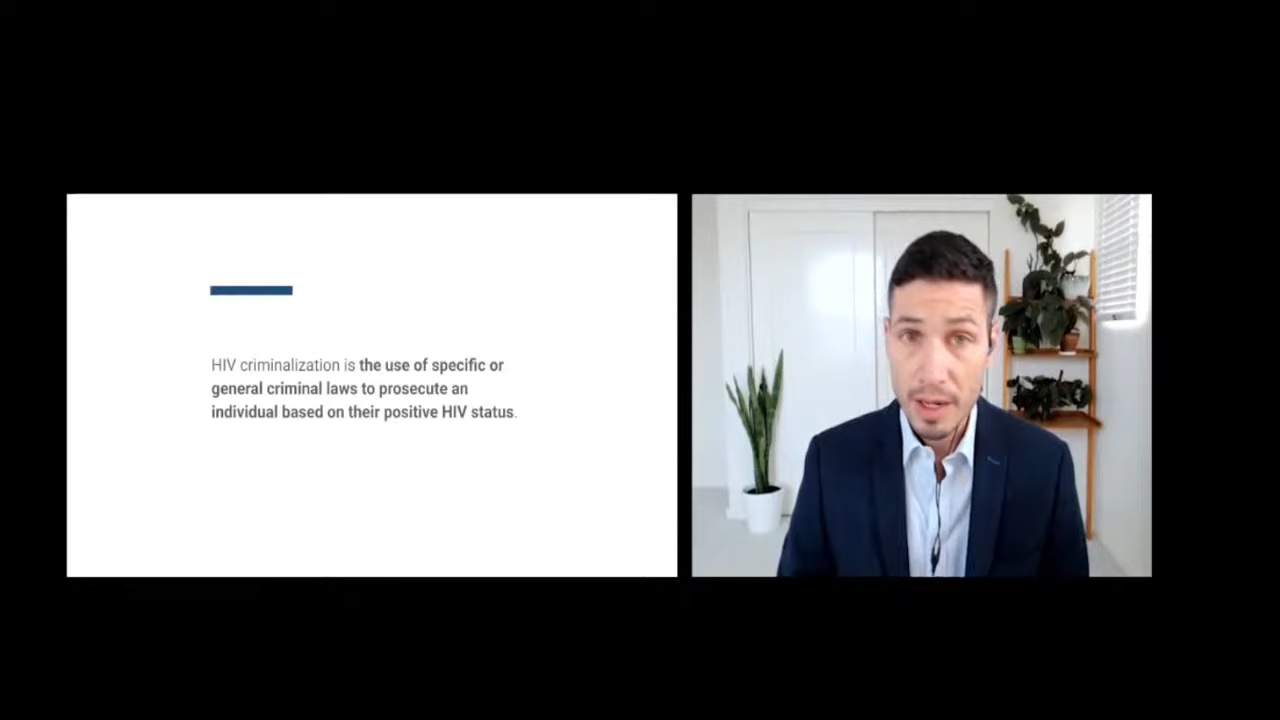 HIV criminalization is the use of specific or
general criminal laws to prosecute an
individual based on their positive HIV status.